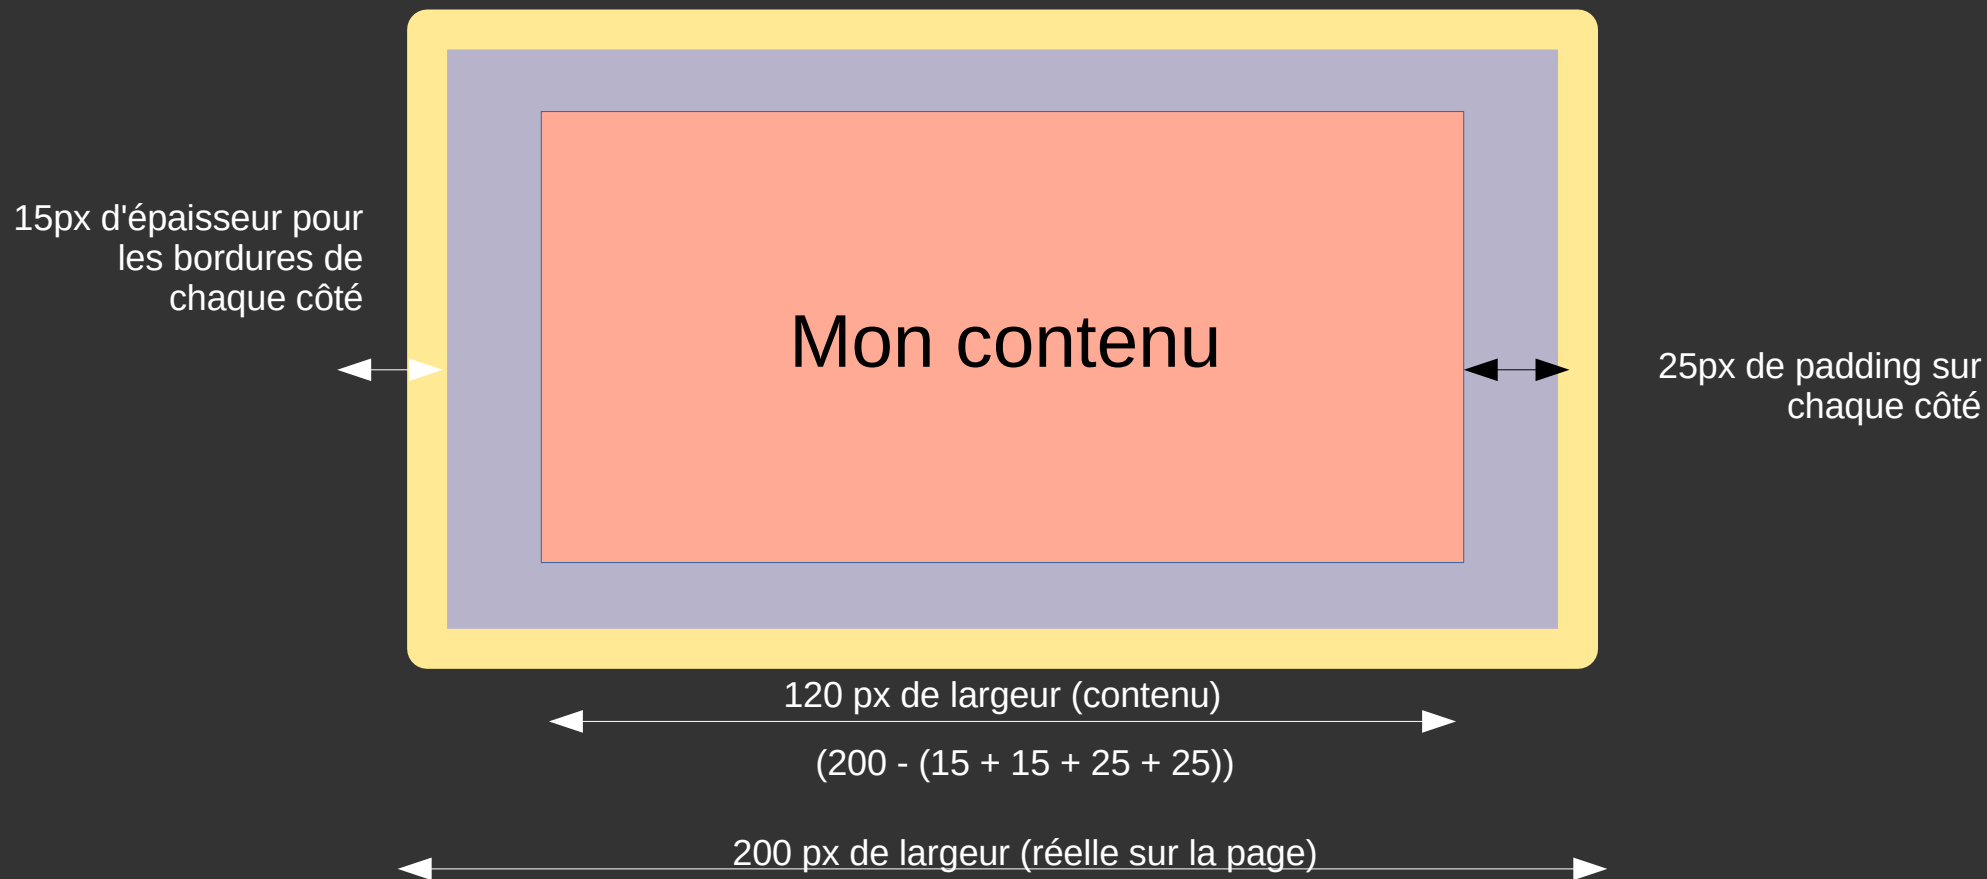 15px d'épaisseur pour
les bordures de
chaque côté
Mon contenu
25px de padding sur
chaque côté
120 px de largeur (contenu)
(200 - (15 + 15 + 25 + 25))
200 px de largeur (réelle sur la page)